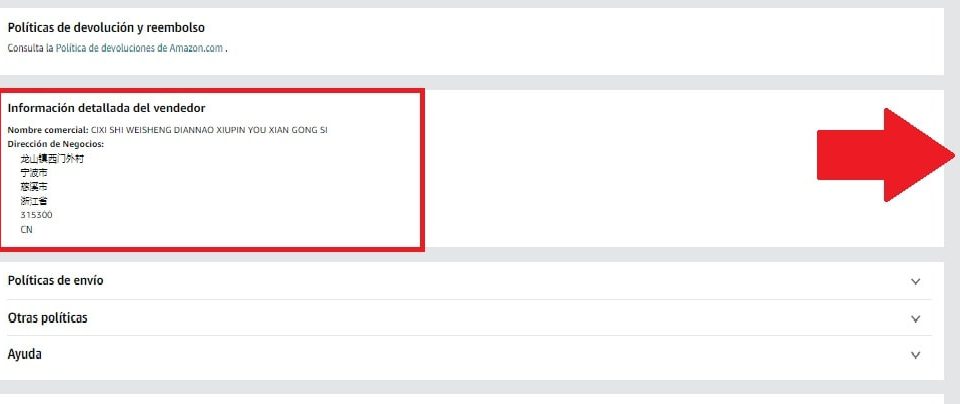 Políticas de devolución y reembolso
Consulta la Política de devoluciones de Amazon.com .
Información detallada del vendedor
Nombre comercial: CIXI SHI WEISHENG DIANNAO XIUPIN YOU XIAN GONG SI
Dirección de Negocios:
龙山镇西门外村
宁波市
慈溪市
浙江省
315300
CN
Políticas de envío
Otras políticas
Ayuda